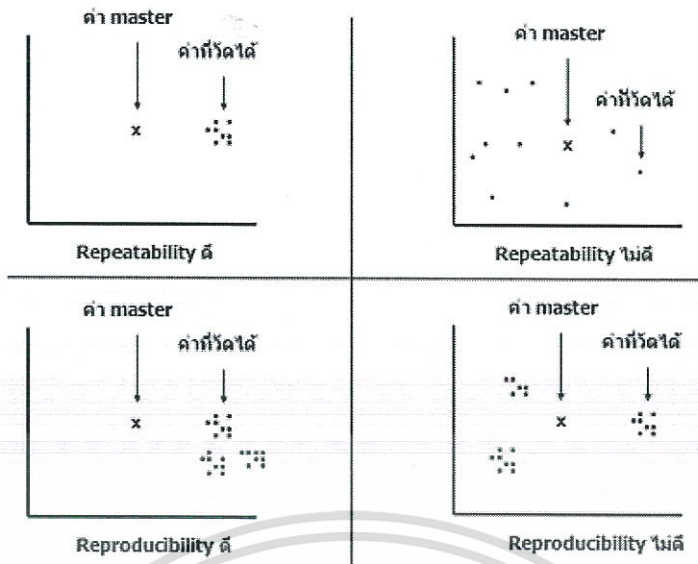 ค่า master
ค่าที่วัดได้
x
Repeatability ดี
ค่า master
ค่าที่วัดได้
x
Repeatability ไม่ดี
ค่า master
ค่าที่วัดได้
x
Reproducibility ดี
ค่า master
ค่าที่วัดได้
x
Reproducibility ไม่ดี